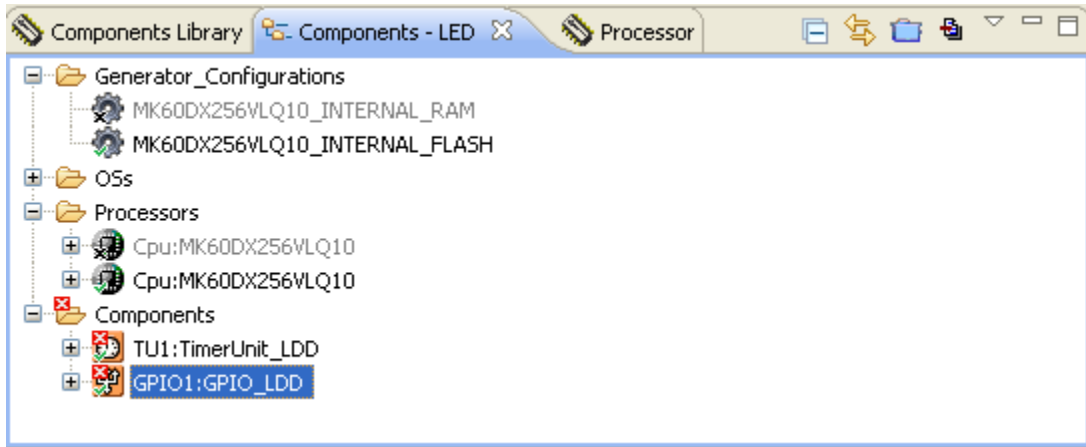 Components Library Components - LED Processor
Generator_Configurations
MK60DX256VLQ10_INTERNAL_RAM
MK60DX256VLQ10_INTERNAL_FLASH
OSs
Processors
Cpu:MK60DX256VLQ10
Cpu:MK60DX256VLQ10
Components
TU1:TimerUnit_LDD
GPIO1:GPIO_LDD